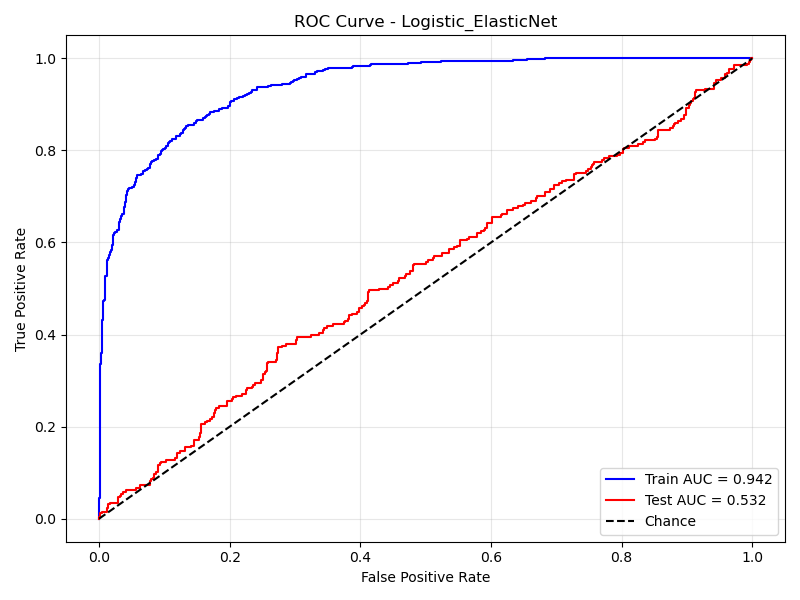 ROC Curve - Logistic_ElasticNet
True Positive Rate
1.0
0.8
0.6
0.4
0.2
0.0
Train AUC = 0.942
Test AUC = 0.532
Chance
0.0 0.2 0.4 0.6 0.8 1.0
False Positive Rate